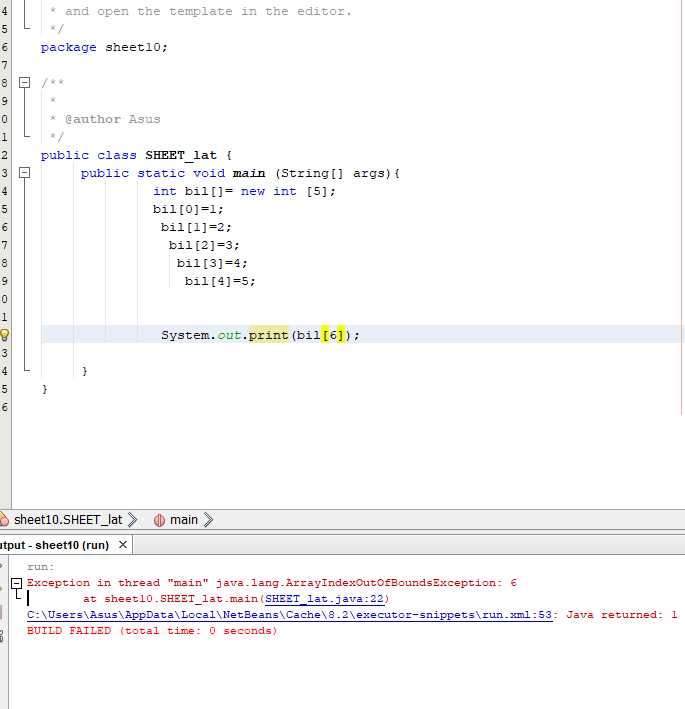 4 * and open the template in the editor.
5 */
6 package sheet10;
7
8 /**
9 *
0 * @author Asus
1 */
2 public class SHEET_lat {
3 public static void main (String[] args){
4 int bil[]= new int [5];
5 bil[0]=1;
6 bil[1]=2;
7 bil[2]=3;
8 bil[3]=4;
9 bil[4]=5;
0
1
System.out.print(bil[6]);
3
4 }
5 }
6
sheet10.SHEET_lat main
utput - sheet10 (run) ×
run:
Exception in thread "main" java.lang.ArrayIndexOutOfBoundsException: 6
at sheet10.SHEET_lat.main(SHEET_lat.java:22)
C:\Users\Asus\AppData\Local\NetBeans\Cache\8.2\executor-snippets\run.xml:53: Java returned: 1
BUILD FAILED (total time: 0 seconds)